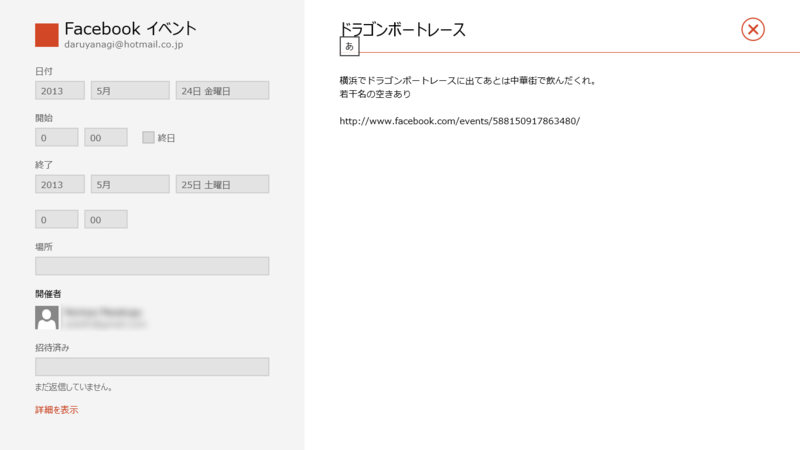 Facebook イベント
daruyanagi@hotmail.co.jp
日付
2013 5月 24日 金曜日
開始
0 00 終日
終了
2013 5月 25日 土曜日
0 00
場所
開催者
招待済み
まだ返信していません。
詳細を表示
ドラゴンボートレース
あ
横浜でドラゴンボートレースに出てあとは中華街で飲んだくれ。
若干名の空きあり
http://www.facebook.com/events/588150917863480/